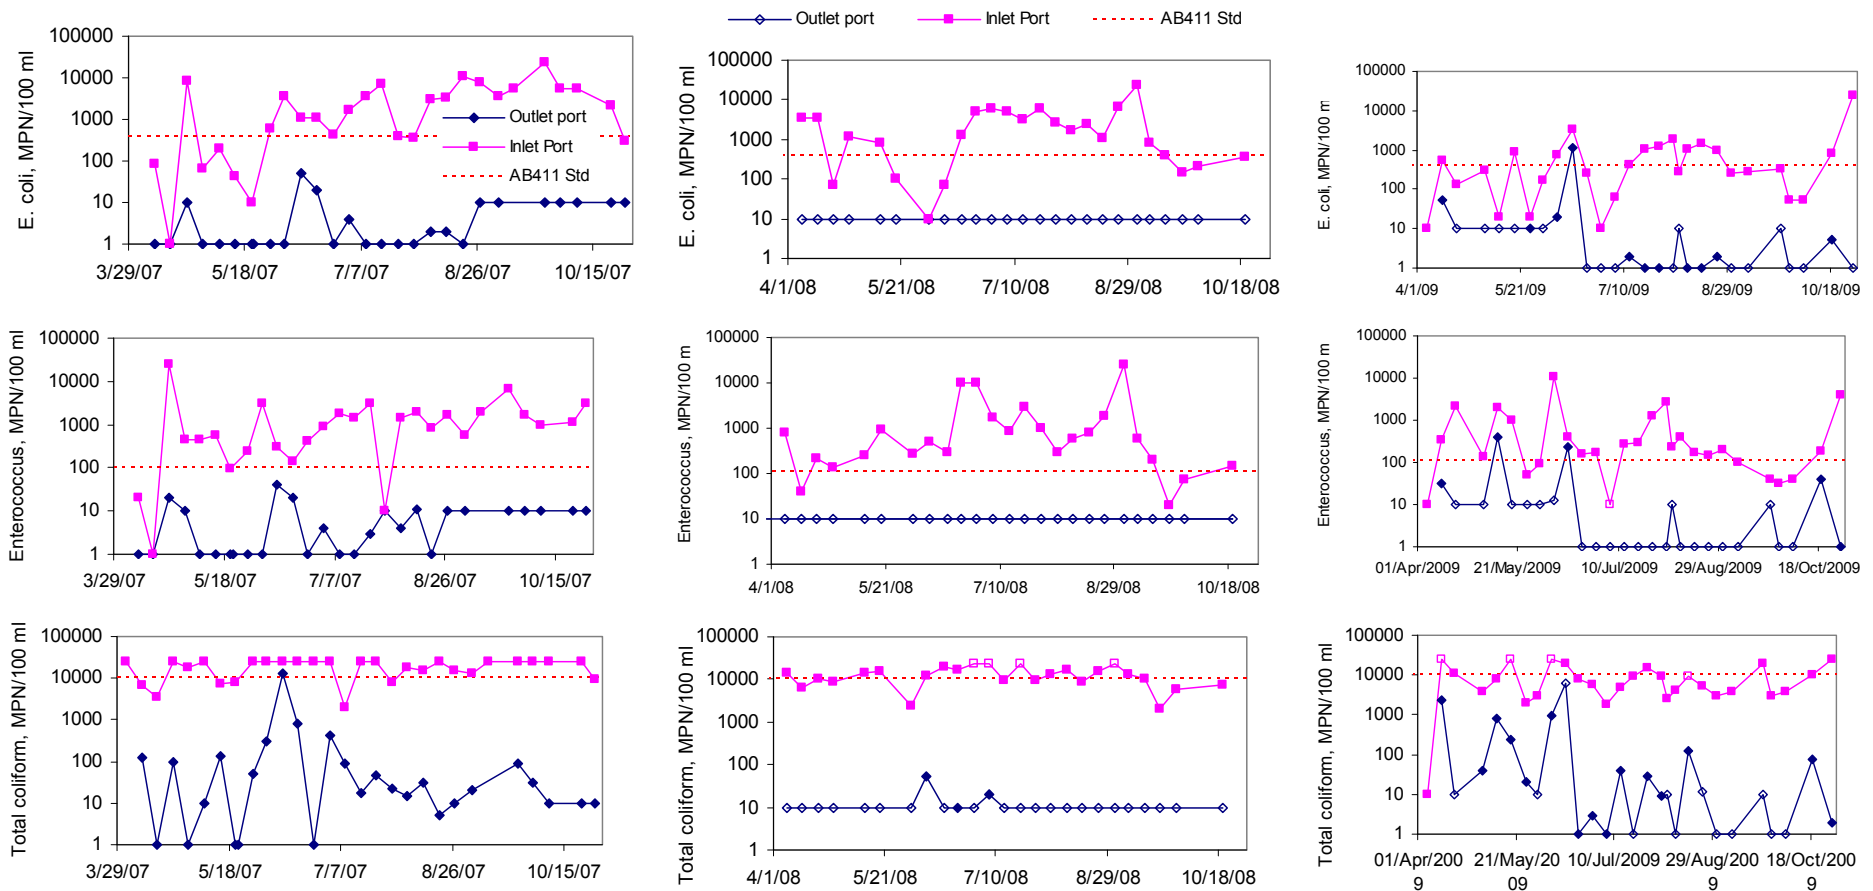 Outlet port Inlet Port AB411 Std
E. coli, MPN/100 ml
100000
10000
1000
100
10
1
Outlet port
Inlet Port
AB411 Std
3/29/07 5/18/07 7/7/07 8/26/07 10/15/07
E. coli, MPN/100 ml
100000
10000
1000
100
10
1
4/1/08 5/21/08 7/10/08 8/29/08 10/18/08
E. coli, MPN/100 m
100000
10000
1000
100
10
1
4/1/09 5/21/09 7/10/09 8/29/09 10/18/09
Enterococcus, MPN/100 ml
100000
10000
1000
100
10
1
3/29/07 5/18/07 7/7/07 8/26/07 10/15/07
Enterococcus, MPN/100 m
100000
10000
1000
100
10
1
4/1/08 5/21/08 7/10/08 8/29/08 10/18/08
Enterococcus, MPN/100 m
100000
10000
1000
100
10
1
01/Apr/2009 21/May/2009 10/Jul/2009 29/Aug/2009 18/Oct/2009
Total coliform, MPN/100 ml
100000
10000
1000
100
10
1
3/29/07 5/18/07 7/7/07 8/26/07 10/15/07
Total coliform, MPN/100 ml
100000
10000
1000
100
10
1
4/1/08 5/21/08 7/10/08 8/29/08 10/18/08
Total coliform, MPN/100 ml
100000
10000
1000
100
10
1
01/Apr/200 21/May/20 10/Jul/2009 29/Aug/200 18/Oct/200
9 09 9 9